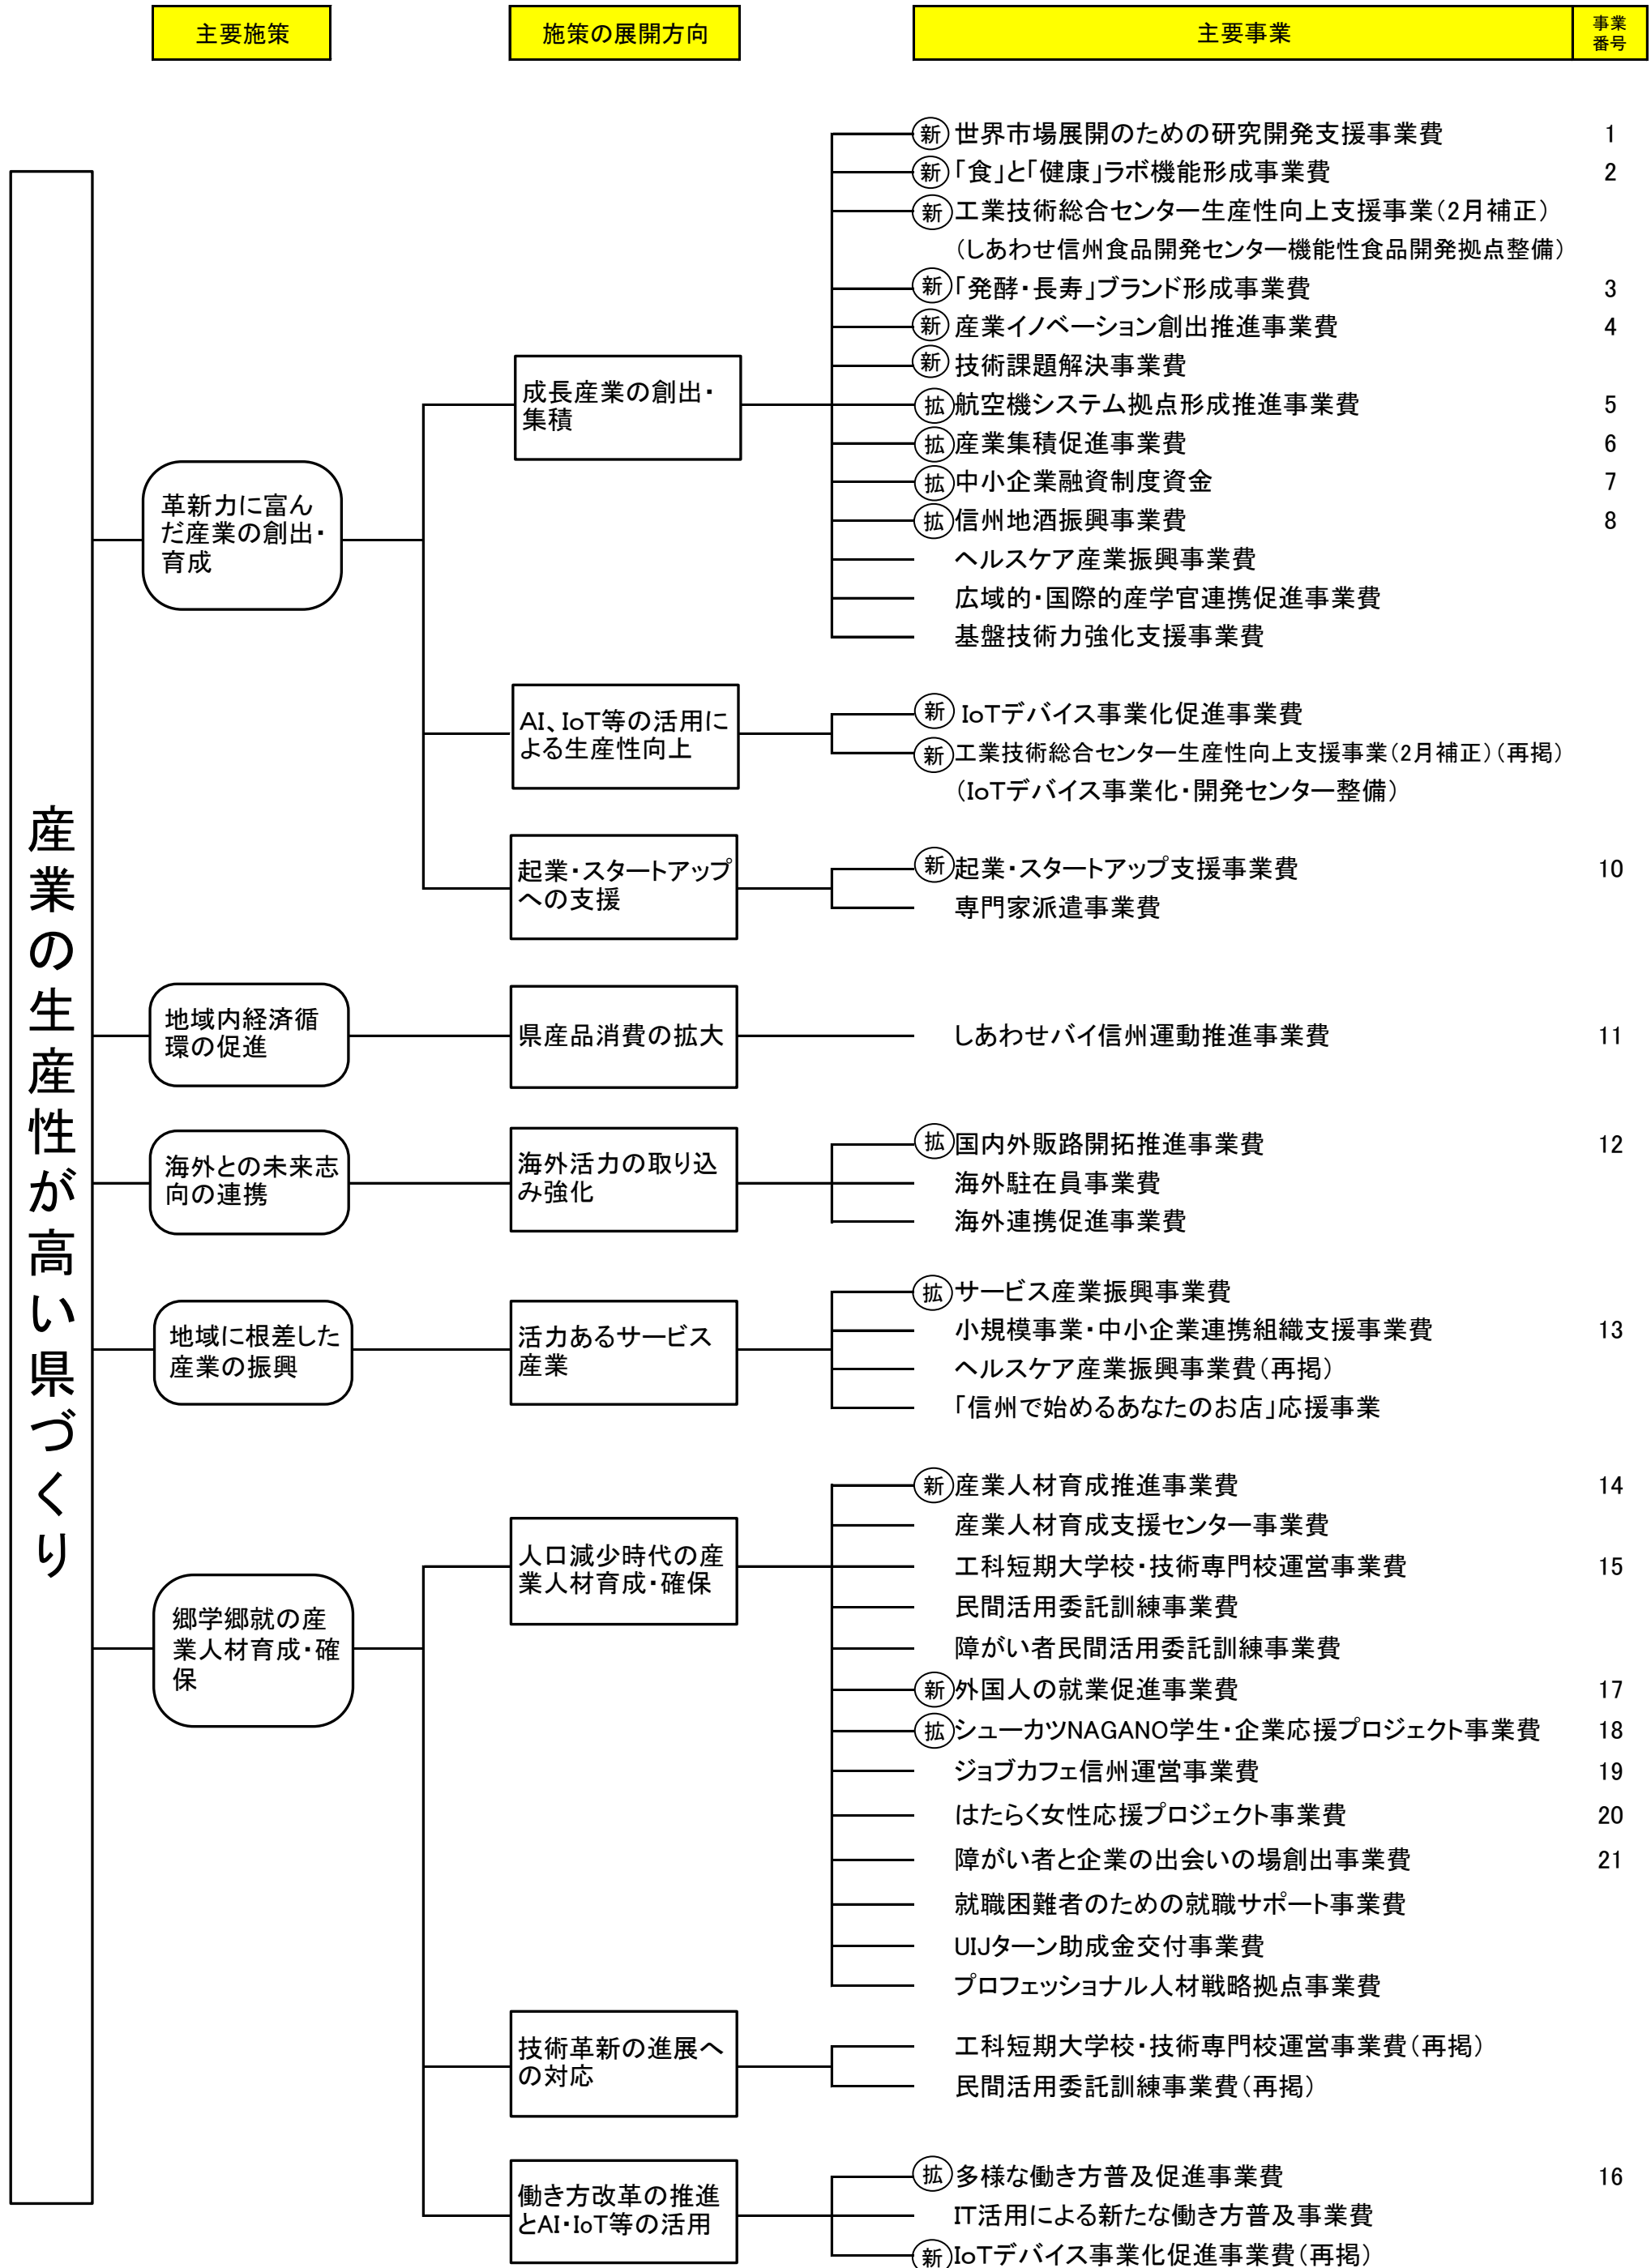 主要施策
施策の展開方向
主要事業
事業
番号
産業の生産性が高い県づくり
革新力に富ん
だ産業の創出・
育成
成長産業の創出・
集積
新 世界市場展開のための研究開発支援事業費 1
新 「食」と「健康」ラボ機能形成事業費 2
新 工業技術総合センター生産性向上支援事業(2月補正)
(しあわせ信州食品開発センター機能性食品開発拠点整備)
新 「発酵・長寿」ブランド形成事業費 3
新 産業イノベーション創出推進事業費 4
新 技術課題解決事業費
拡 航空機システム拠点形成推進事業費 5
拡 産業集積促進事業費 6
拡 中小企業融資制度資金 7
拡 信州地酒振興事業費 8
ヘルスケア産業振興事業費
広域的・国際的産学官連携促進事業費
基盤技術力強化支援事業費
AI、IoT等の活用に
よる生産性向上
新 IoTデバイス事業化促進事業費
新 工業技術総合センター生産性向上支援事業(2月補正)(再掲)
(IoTデバイス事業化・開発センター整備)
起業・スタートアップ
への支援
新 起業・スタートアップ支援事業費 10
専門家派遣事業費
地域内経済循
環の促進
県産品消費の拡大
しあわせバイ信州運動推進事業費 11
海外との未来志
向の連携
海外活力の取り込
み強化
拡 国内外販路開拓推進事業費 12
海外駐在員事業費
海外連携促進事業費
地域に根差した
産業の振興
活力あるサービス
産業
拡 サービス産業振興事業費
小規模事業・中小企業連携組織支援事業費 13
ヘルスケア産業振興事業費(再掲)
「信州で始めるあなたのお店」応援事業
郷学郷就の産
業人材育成・確
保
人口減少時代の産
業人材育成・確保
新 産業人材育成推進事業費 14
産業人材育成支援センター事業費
工科短期大学校・技術専門校運営事業費 15
民間活用委託訓練事業費
障がい者民間活用委託訓練事業費
新 外国人の就業促進事業費 17
拡 シューカツNAGANO学生・企業応援プロジェクト事業費 18
ジョブカフェ信州運営事業費 19
はたらく女性応援プロジェクト事業費 20
障がい者と企業の出会いの場創出事業費 21
就職困難者のための就職サポート事業費
UIJターン助成金交付事業費
プロフェッショナル人材戦略拠点事業費
技術革新の進展へ
の対応
工科短期大学校・技術専門校運営事業費(再掲)
民間活用委託訓練事業費(再掲)
働き方改革の推進
とAI・IoT等の活用
拡 多様な働き方普及促進事業費 16
IT活用による新たな働き方普及事業費
新 IoTデバイス事業化促進事業費(再掲)